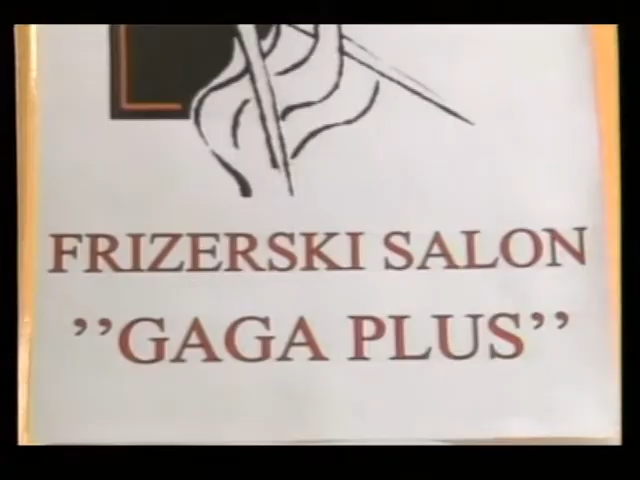 FRIZERSKI SALON
’’GAGA PLUS’’